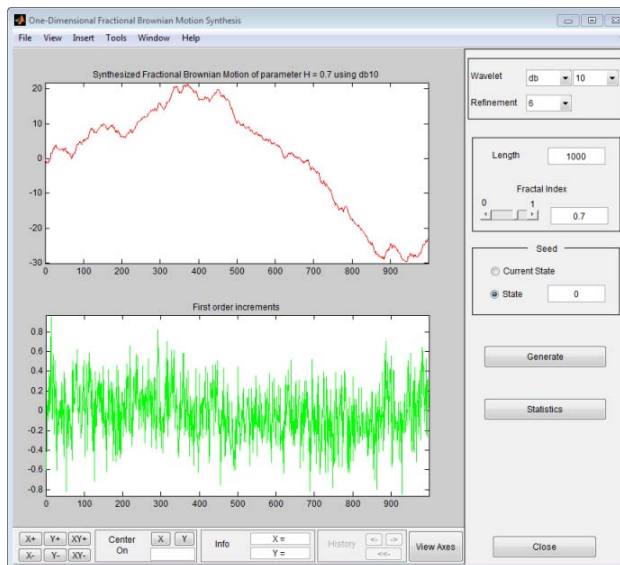 One-Dimensional Fractional Brownian Motion Synthesis
File View Insert Tools Window Help
Synthesized Fractional Brownian Motion of parameter H = 0.7 using db10
20
10
0
-10
-20
-30
0 100 200 300 400 500 600 700 800 900
First order increments
0.8
0.6
0.4
0.2
0
-0.2
-0.4
-0.6
-0.8
0 100 200 300 400 500 600 700 800 900
Wavelet db 10
Refinement 6
Length 1000
Fractal Index
0 1
0.7
Seed
Current State
State 0
Generate
Statistics
Close
X+ Y+ XY+
X- Y- XY-
Center On
X Y
Info
X =
Y =
History
<- ->
<<-
View Axes